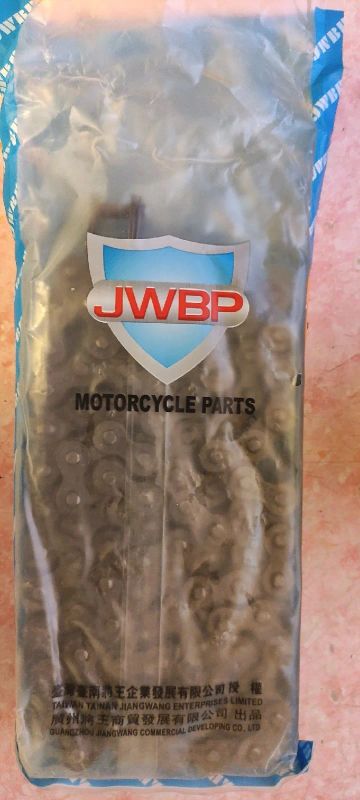 JWBP
MOTORCYCLE PARTS
臺灣臺南將王企業發展有限公司授 權
TAIWAN TAINAN JIANGWANG ENTERPRISES LIMITED
廣州將王商貿發展有限公司 出品
GUANGZHOU JIANGWANG COMMERCIAL DEVELOPING CO., LTD